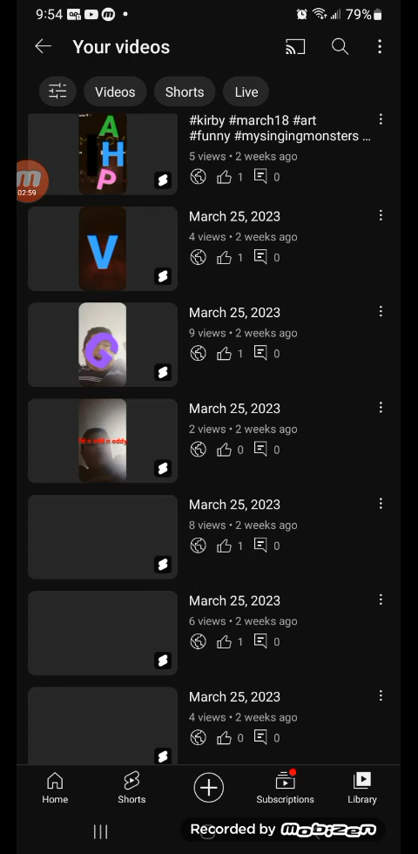 9:54 79%
Your videos
Videos Shorts Live
#kirby #march18 #art
#funny #mysingingmonsters ...
5 views • 2 weeks ago
1 0
A
H
P
02:59
March 25, 2023
4 views • 2 weeks ago
1 0
V
March 25, 2023
9 views • 2 weeks ago
1 0
G
March 25, 2023
2 views • 2 weeks ago
0 0
n eddy
March 25, 2023
8 views • 2 weeks ago
1 0
March 25, 2023
6 views • 2 weeks ago
1 0
March 25, 2023
4 views • 2 weeks ago
0 0
Home Shorts Subscriptions Library
Recorded by mobizen